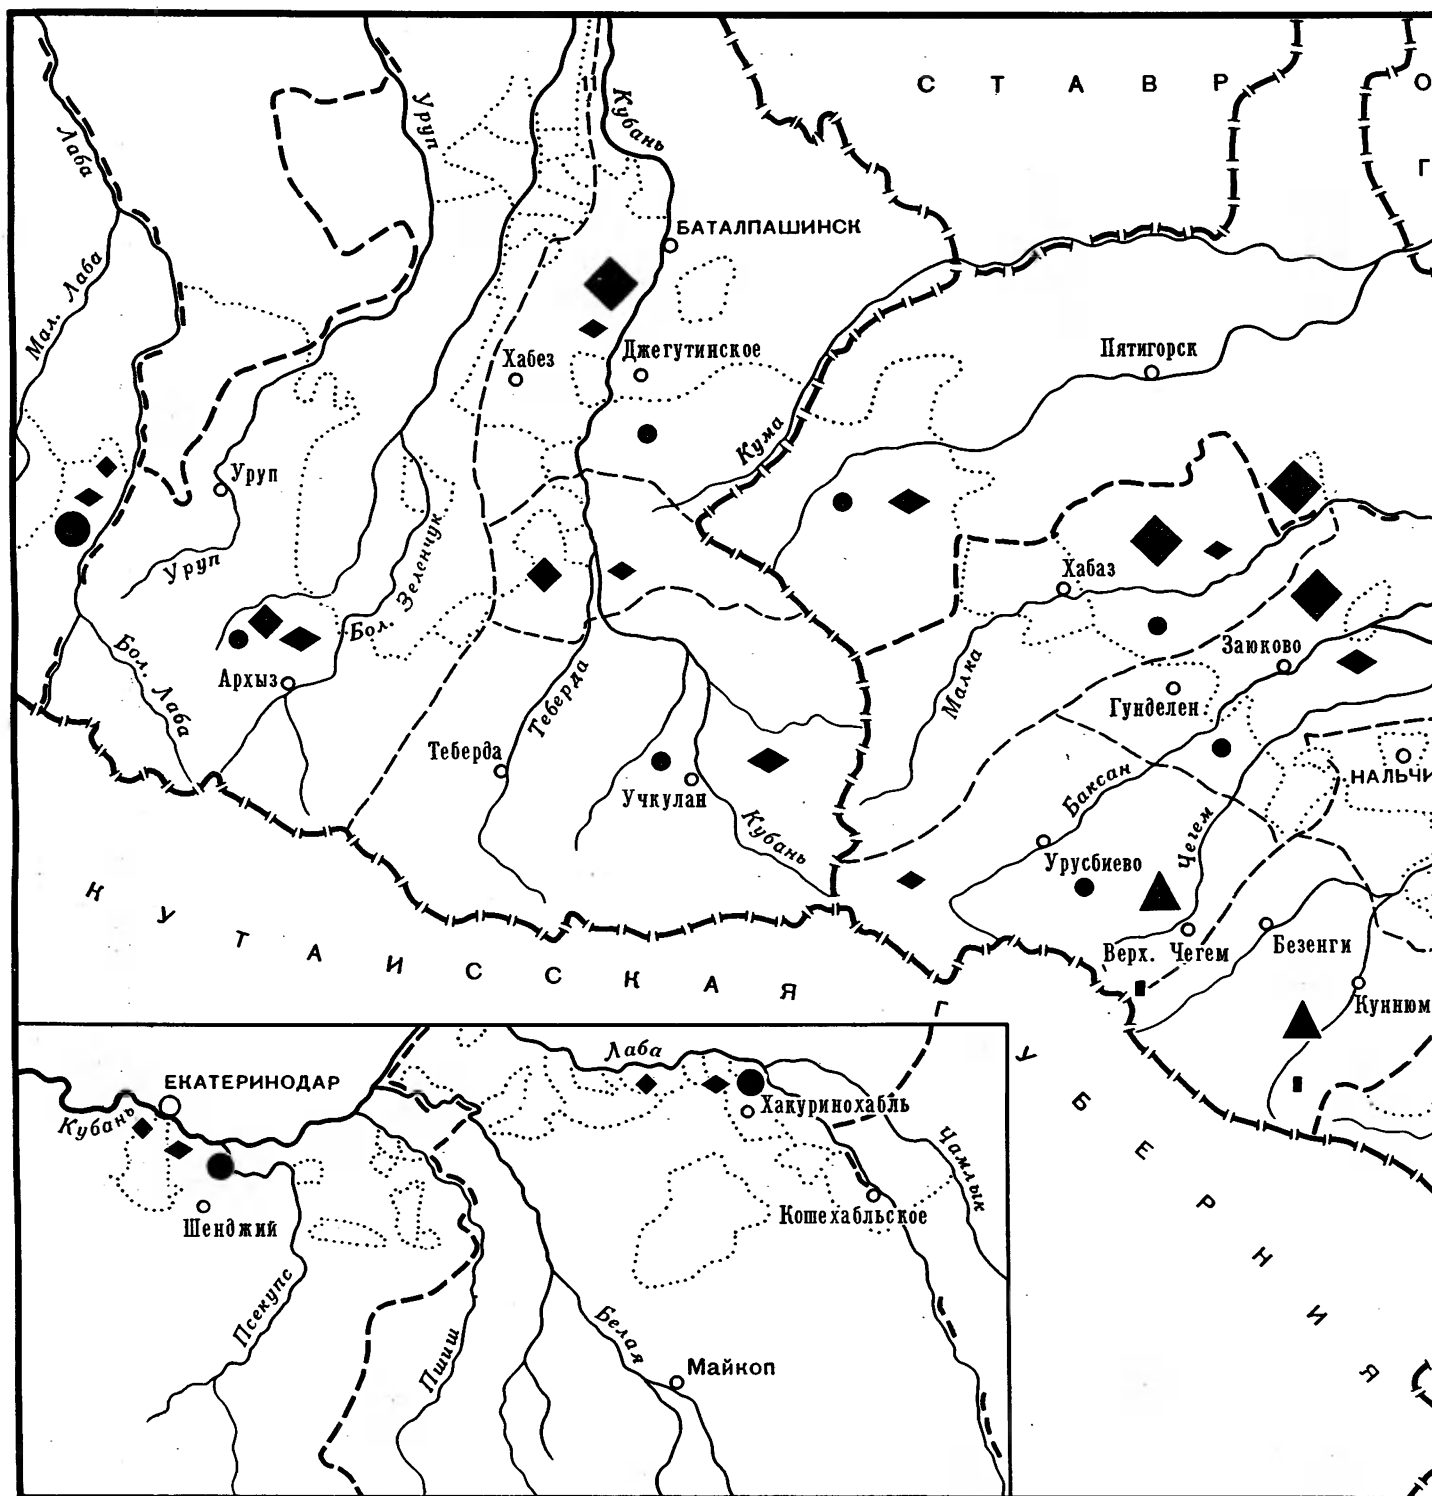 С Т А В Р О
Г
Лаба
Уруп
Кубань
БАТАЛПАШИНСК
Мал. Лаба
Хабез
Джегутинское
Пятигорск
Кума
Уруп
Бол. Зеленчук
Уруп
Хабаз
Архыз
Бол. Лаба
Теберда
Теберда
Малка
Заюково
Гунделен
Учкулан
Кубань
Баксан
НАЛЬЧИ
Чегем
Урусбиево
Верх. Чегем
Безенги
Куннюм
К У Т А И С С К А Я
Г У Б Е Р Н И Я
Лаба
ЕКАТЕРИНОДАР
Кубань
Хакуринохабль
Чамлык
Шенджий
Кошехабльское
Псекупс
Пшиш
Белая
Майкоп